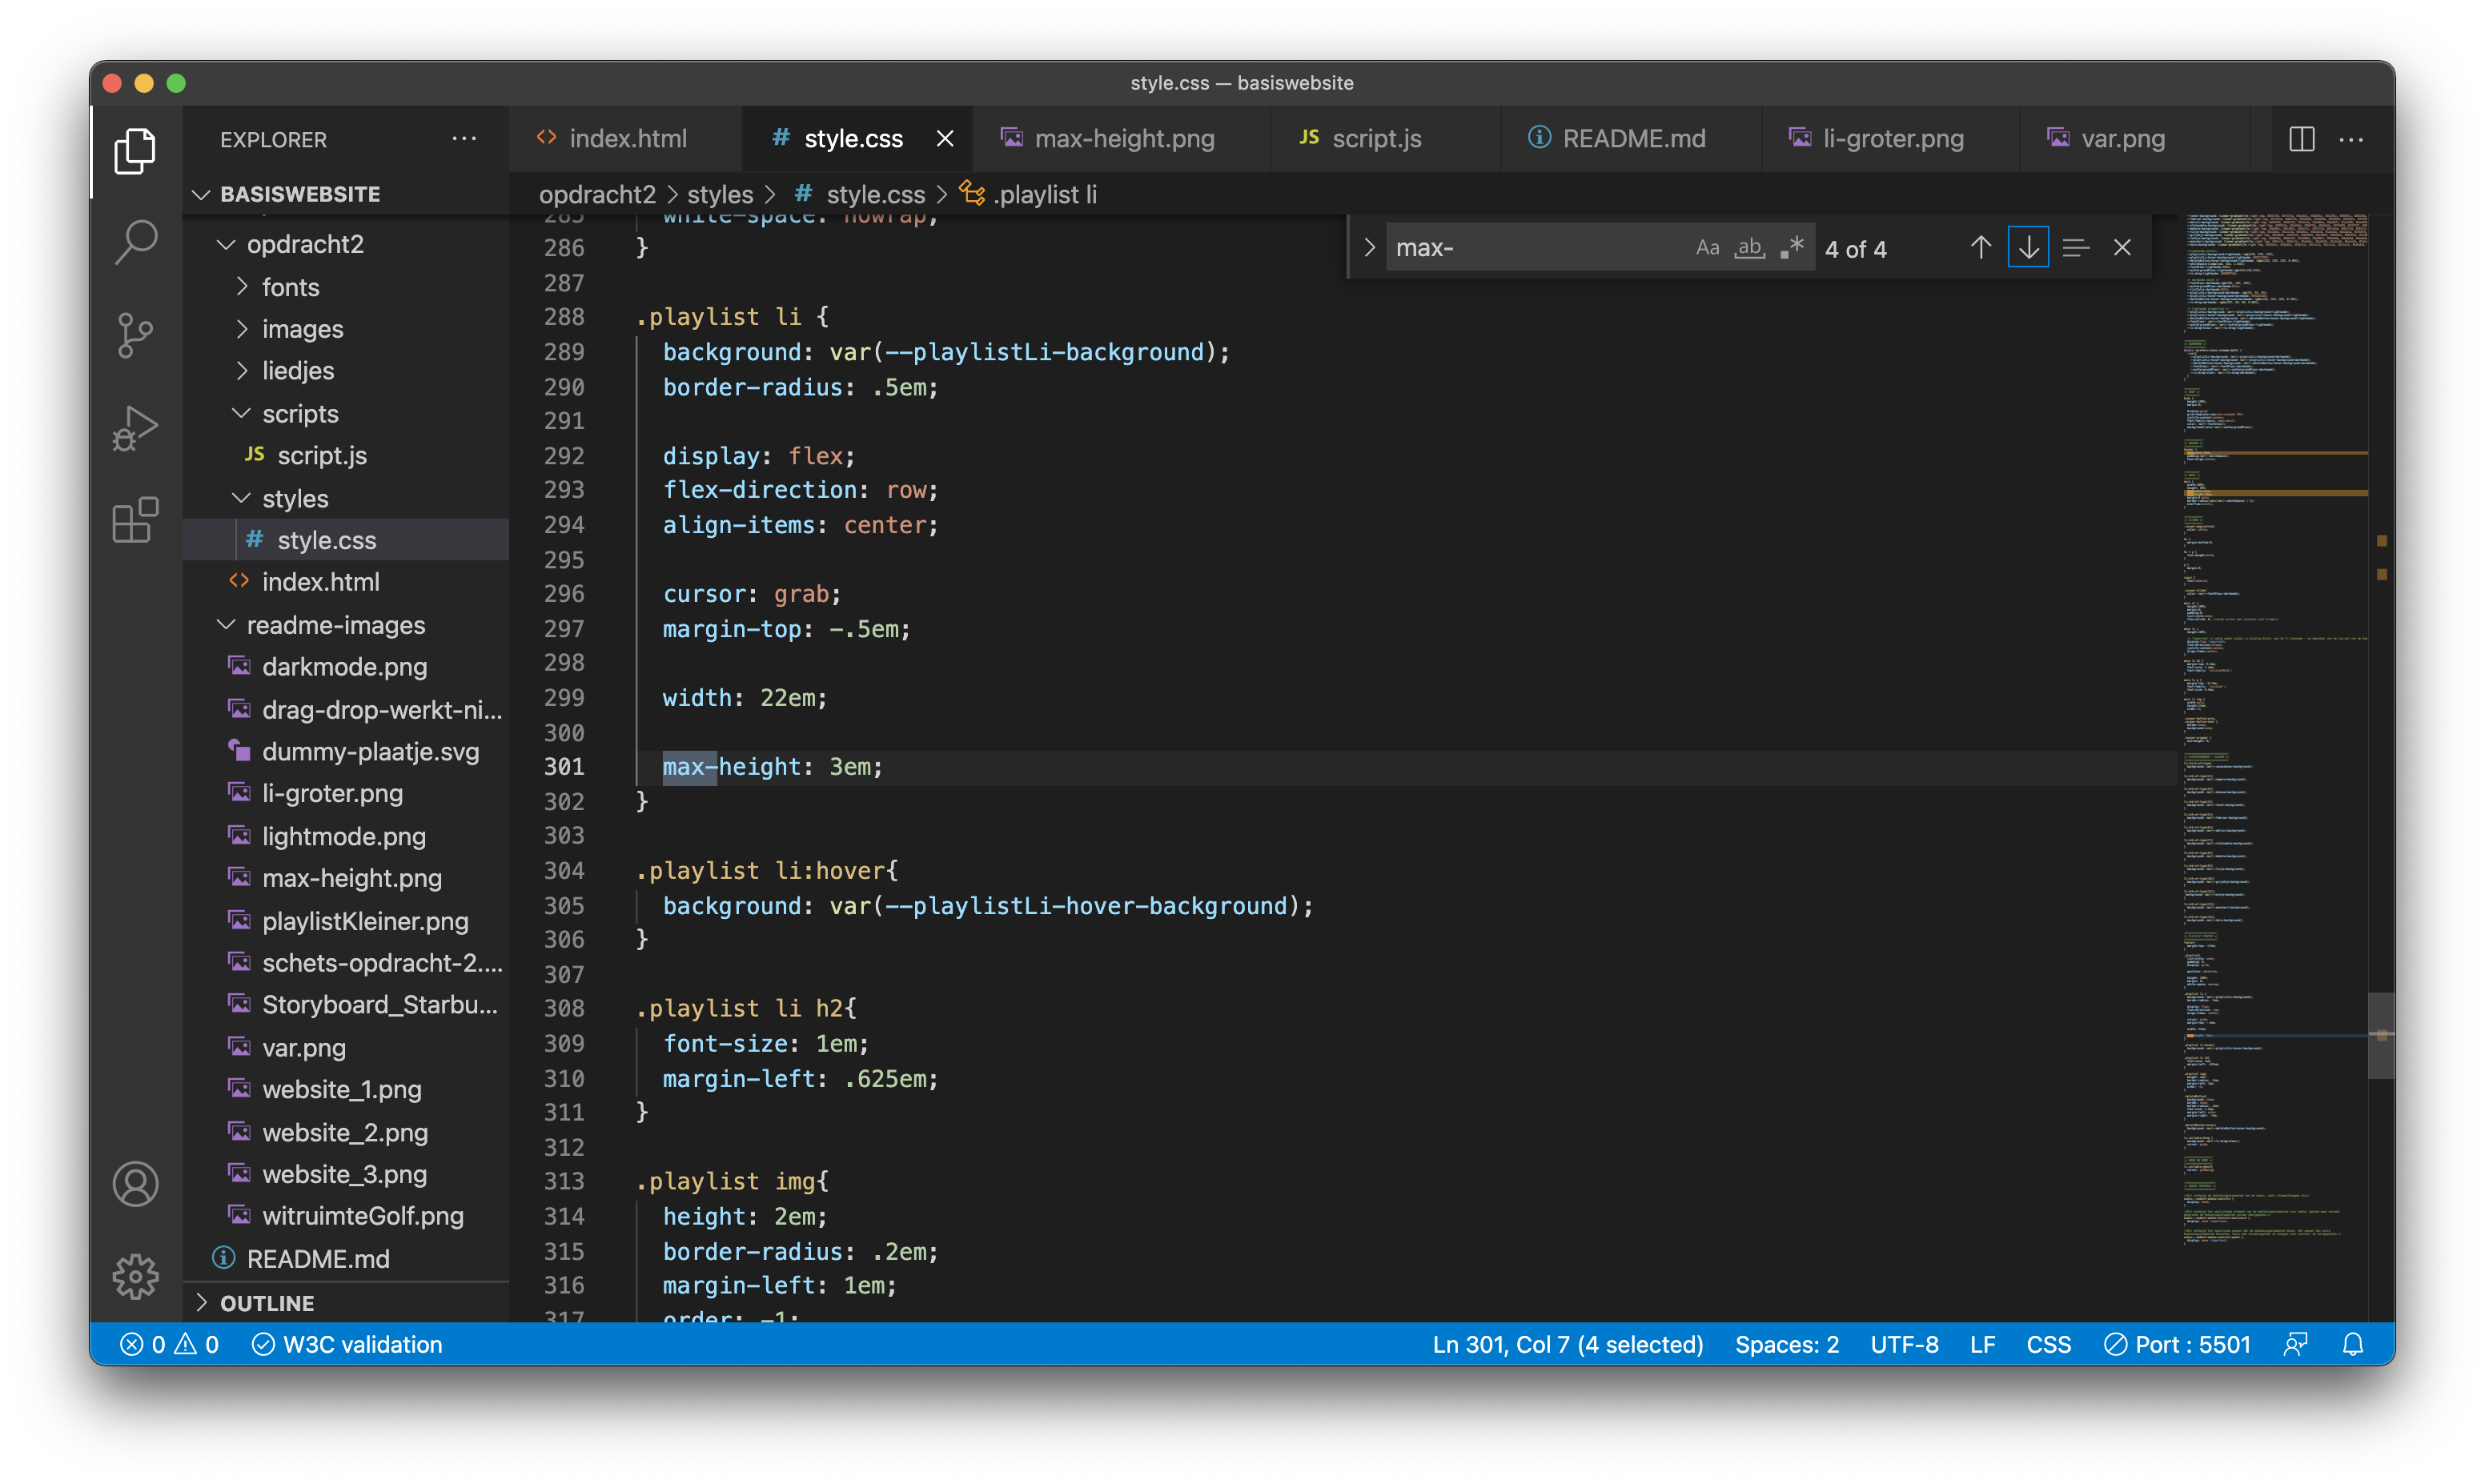 style.css — basiswebsite
EXPLORER
BASISWEBSITE
opdracht2
fonts
images
liedjes
scripts
JS script.js
styles
# style.css
<> index.html
readme-images
darkmode.png
drag-drop-werkt-ni...
dummy-plaatje.svg
li-groter.png
lightmode.png
max-height.png
playlistKleiner.png
schets-opdracht-2....
Storyboard_Starbu...
var.png
website_1.png
website_2.png
website_3.png
witruimteGolf.png
README.md
OUTLINE
<> index.html # style.css max-height.png JS script.js README.md li-groter.png var.png
opdracht2 > styles > # style.css > .playlist li
max- Aa ab .* 4 of 4
285 white-space: nowrap;
286 }
287
288 .playlist li {
289 background: var(--playlistLi-background);
290 border-radius: .5em;
291
292 display: flex;
293 flex-direction: row;
294 align-items: center;
295
296 cursor: grab;
297 margin-top: -.5em;
298
299 width: 22em;
300
301 max-height: 3em;
302 }
303
304 .playlist li:hover{
305 background: var(--playlistLi-hover-background);
306 }
307
308 .playlist li h2{
309 font-size: 1em;
310 margin-left: .625em;
311 }
312
313 .playlist img{
314 height: 2em;
315 border-radius: .2em;
316 margin-left: 1em;
317 order: -1;
0 0 W3C validation Ln 301, Col 7 (4 selected) Spaces: 2 UTF-8 LF CSS Port : 5501